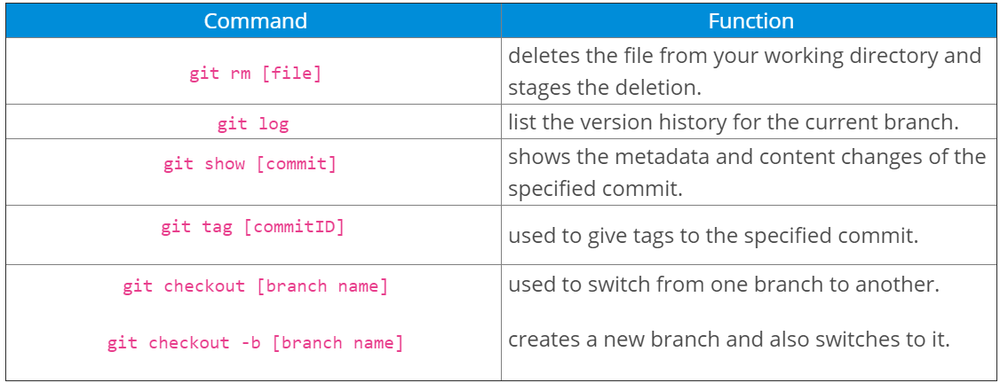 Command Function
git rm [file] deletes the file from your working directory and
stages the deletion.
git log list the version history for the current branch.
git show [commit] shows the metadata and content changes of the
specified commit.
git tag [commitID] used to give tags to the specified commit.
git checkout [branch name] used to switch from one branch to another.
git checkout -b [branch name] creates a new branch and also switches to it.